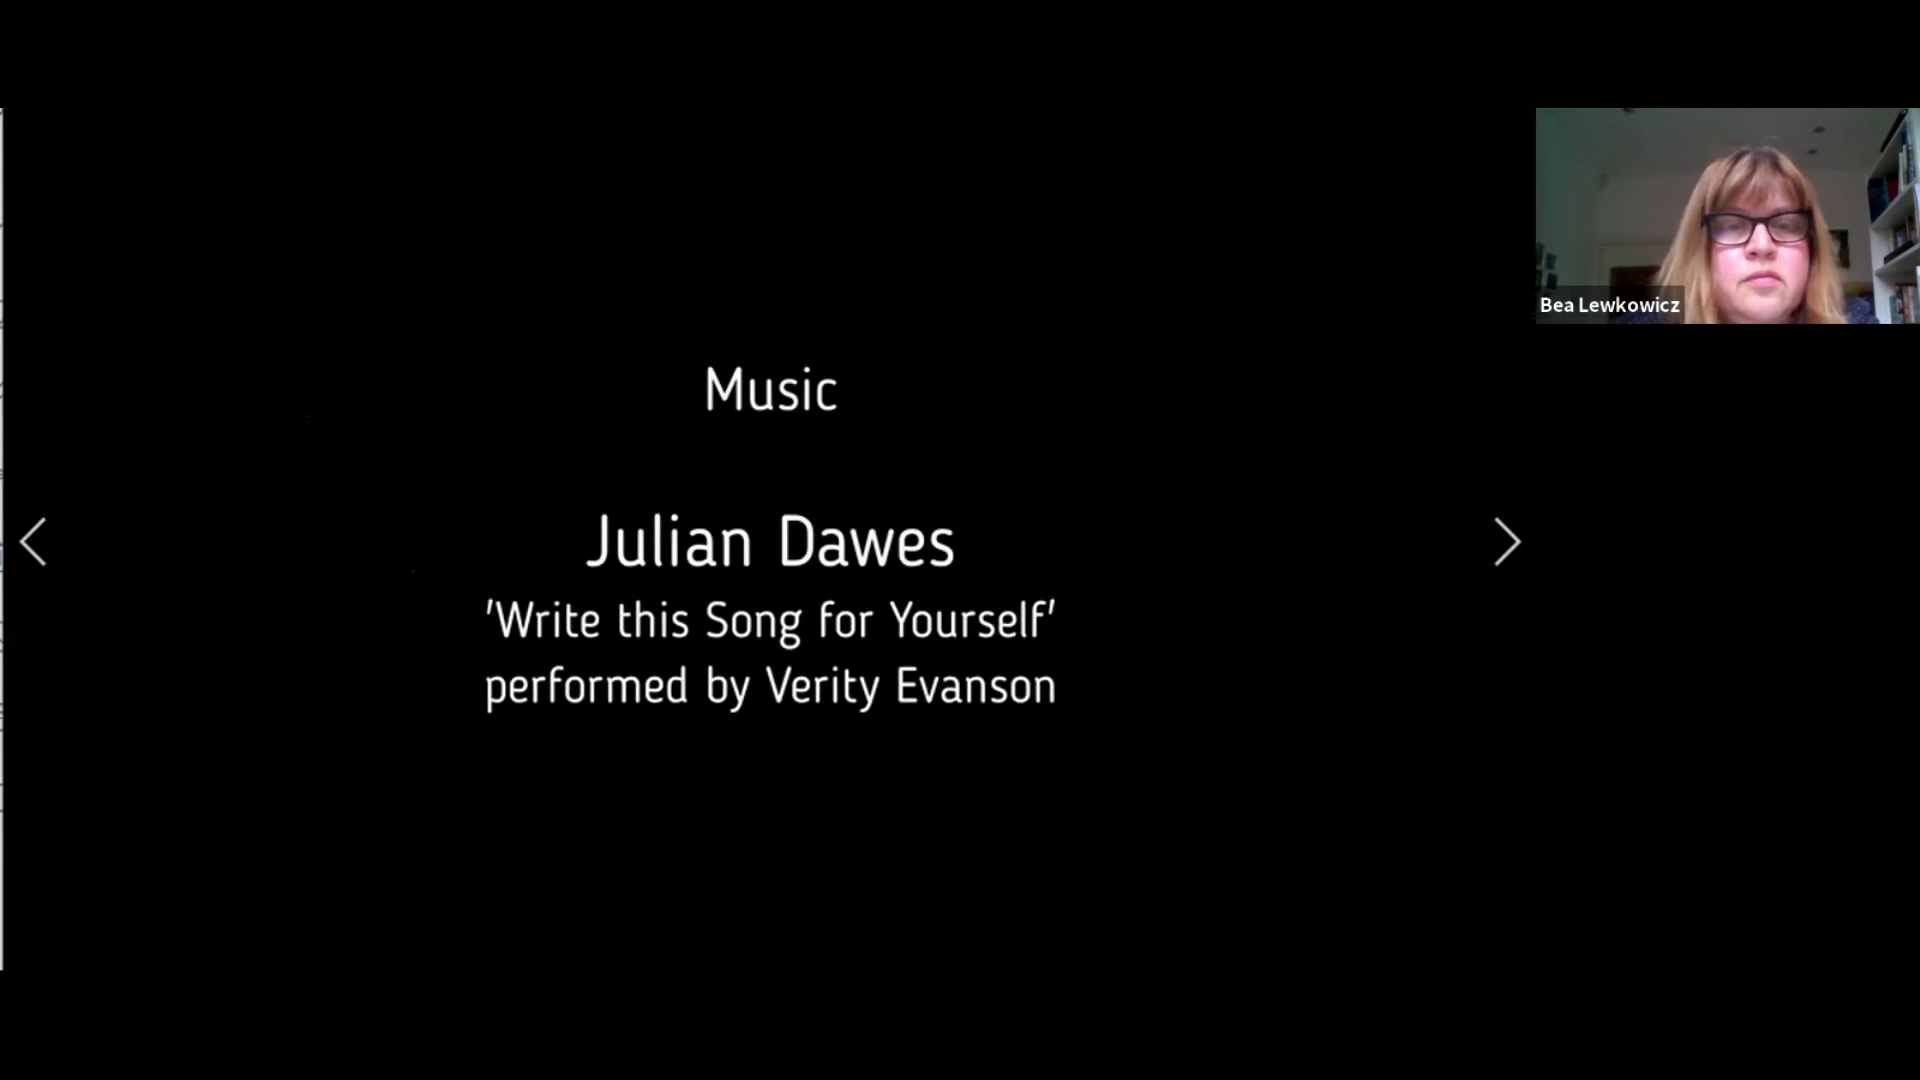 Music
Julian Dawes
'Write this Song for Yourself'
performed by Verity Evanson
Bea Lewkowicz